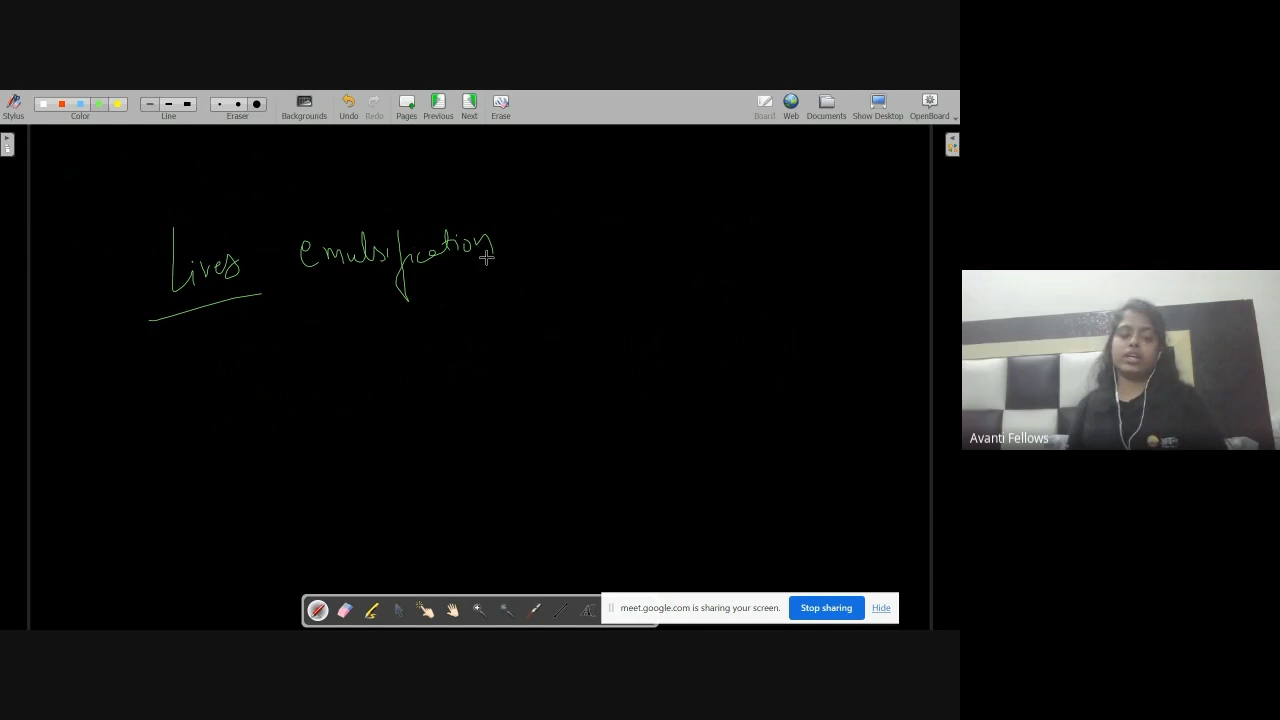 Stylus
Color
Line
Eraser
Backgrounds
Undo
Redo
Pages
Previous
Next
Erase
Board
Web
Documents
Show Desktop
OpenBoard
Liver emulsification
Avanti Fellows
meet.google.com is sharing your screen.
Stop sharing
Hide